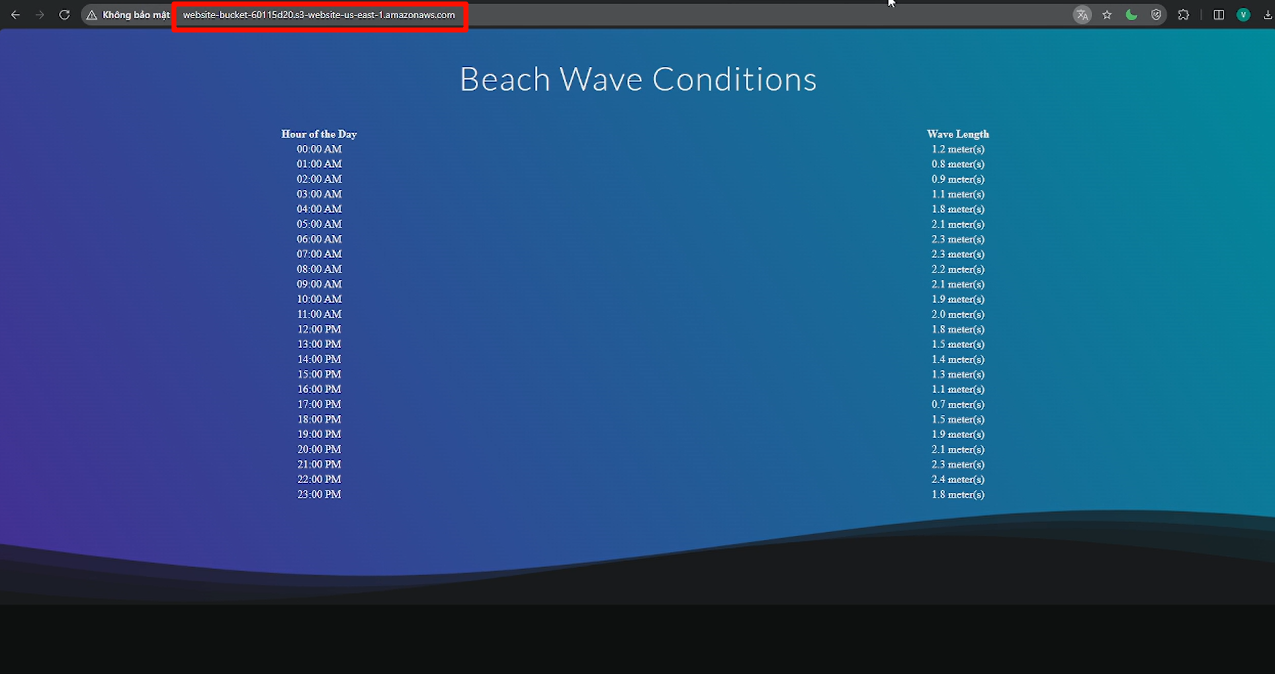 Không bảo mật website-bucket-60115d20.s3-website-us-east-1.amazonaws.com V
Beach Wave Conditions
Hour of the Day Wave Length
00:00 AM 1.2 meter(s)
01:00 AM 0.8 meter(s)
02:00 AM 0.9 meter(s)
03:00 AM 1.1 meter(s)
04:00 AM 1.8 meter(s)
05:00 AM 2.1 meter(s)
06:00 AM 2.3 meter(s)
07:00 AM 2.3 meter(s)
08:00 AM 2.2 meter(s)
09:00 AM 2.1 meter(s)
10:00 AM 1.9 meter(s)
11:00 AM 2.0 meter(s)
12:00 PM 1.8 meter(s)
13:00 PM 1.5 meter(s)
14:00 PM 1.4 meter(s)
15:00 PM 1.3 meter(s)
16:00 PM 1.1 meter(s)
17:00 PM 0.7 meter(s)
18:00 PM 1.5 meter(s)
19:00 PM 1.9 meter(s)
20:00 PM 2.1 meter(s)
21:00 PM 2.3 meter(s)
22:00 PM 2.4 meter(s)
23:00 PM 1.8 meter(s)